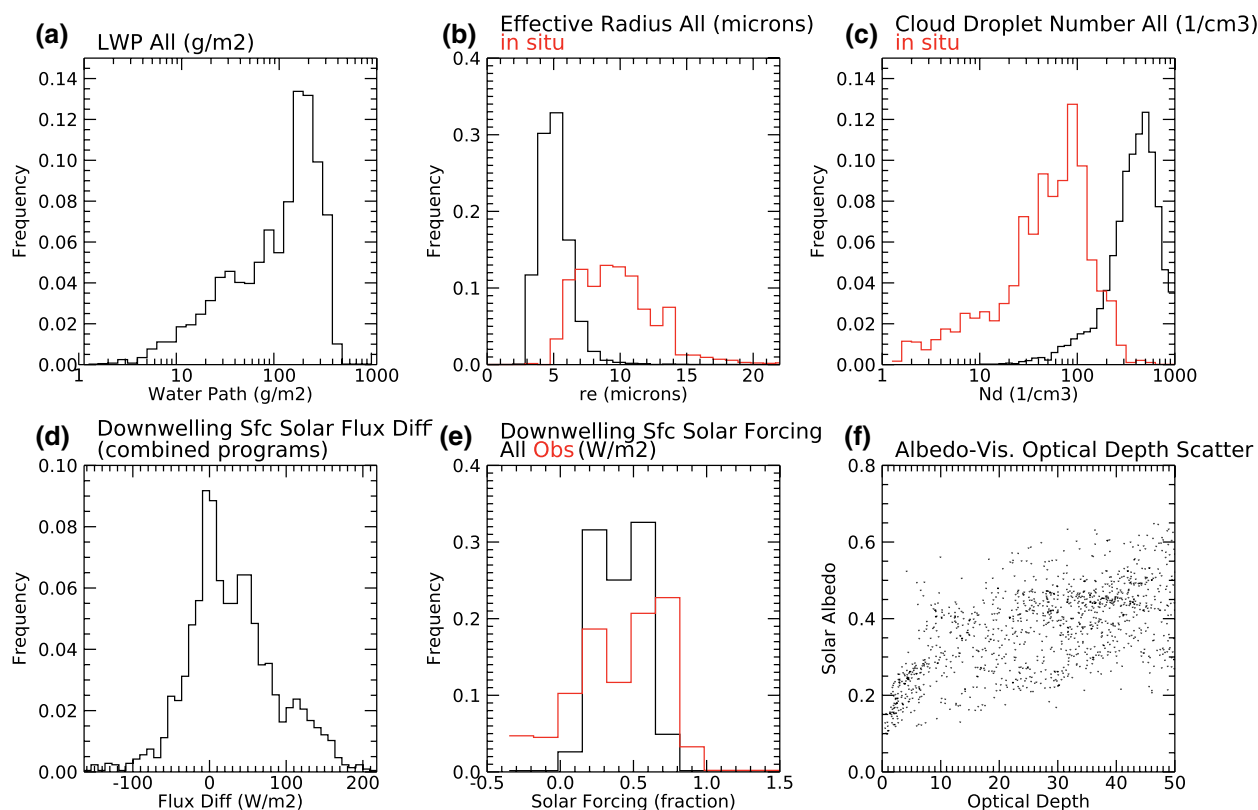 (a) LWP All (g/m2)
0.14
0.12
0.10
0.08
0.06
0.04
0.02
0.00
Frequency
1 10 100 1000
Water Path (g/m2)
(b) Effective Radius All (microns)
in situ
0.4
0.3
0.2
0.1
0.0
Frequency
0 5 10 15 20
re (microns)
(c) Cloud Droplet Number All (1/cm3)
in situ
0.14
0.12
0.10
0.08
0.06
0.04
0.02
0.00
Frequency
1 10 100 1000
Nd (1/cm3)
(d) Downwelling Sfc Solar Flux Diff
(combined programs)
0.10
0.08
0.06
0.04
0.02
0.00
Frequency
-100 0 100 200
Flux Diff (W/m2)
(e) Downwelling Sfc Solar Forcing
All Obs (W/m2)
0.4
0.3
0.2
0.1
0.0
Frequency
-0.5 0.0 0.5 1.0 1.5
Solar Forcing (fraction)
(f) Albedo-Vis. Optical Depth Scatter
0.8
0.6
0.4
0.2
0.0
Solar Albedo
0 10 20 30 40 50
Optical Depth